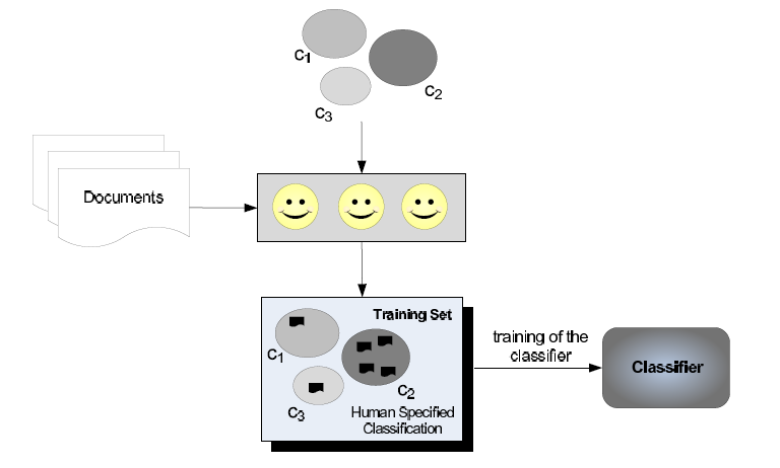 C1
C2
C3
Documents
Training Set
C1
C2
C3
Human Specified
Classification
training of the
classifier
Classifier